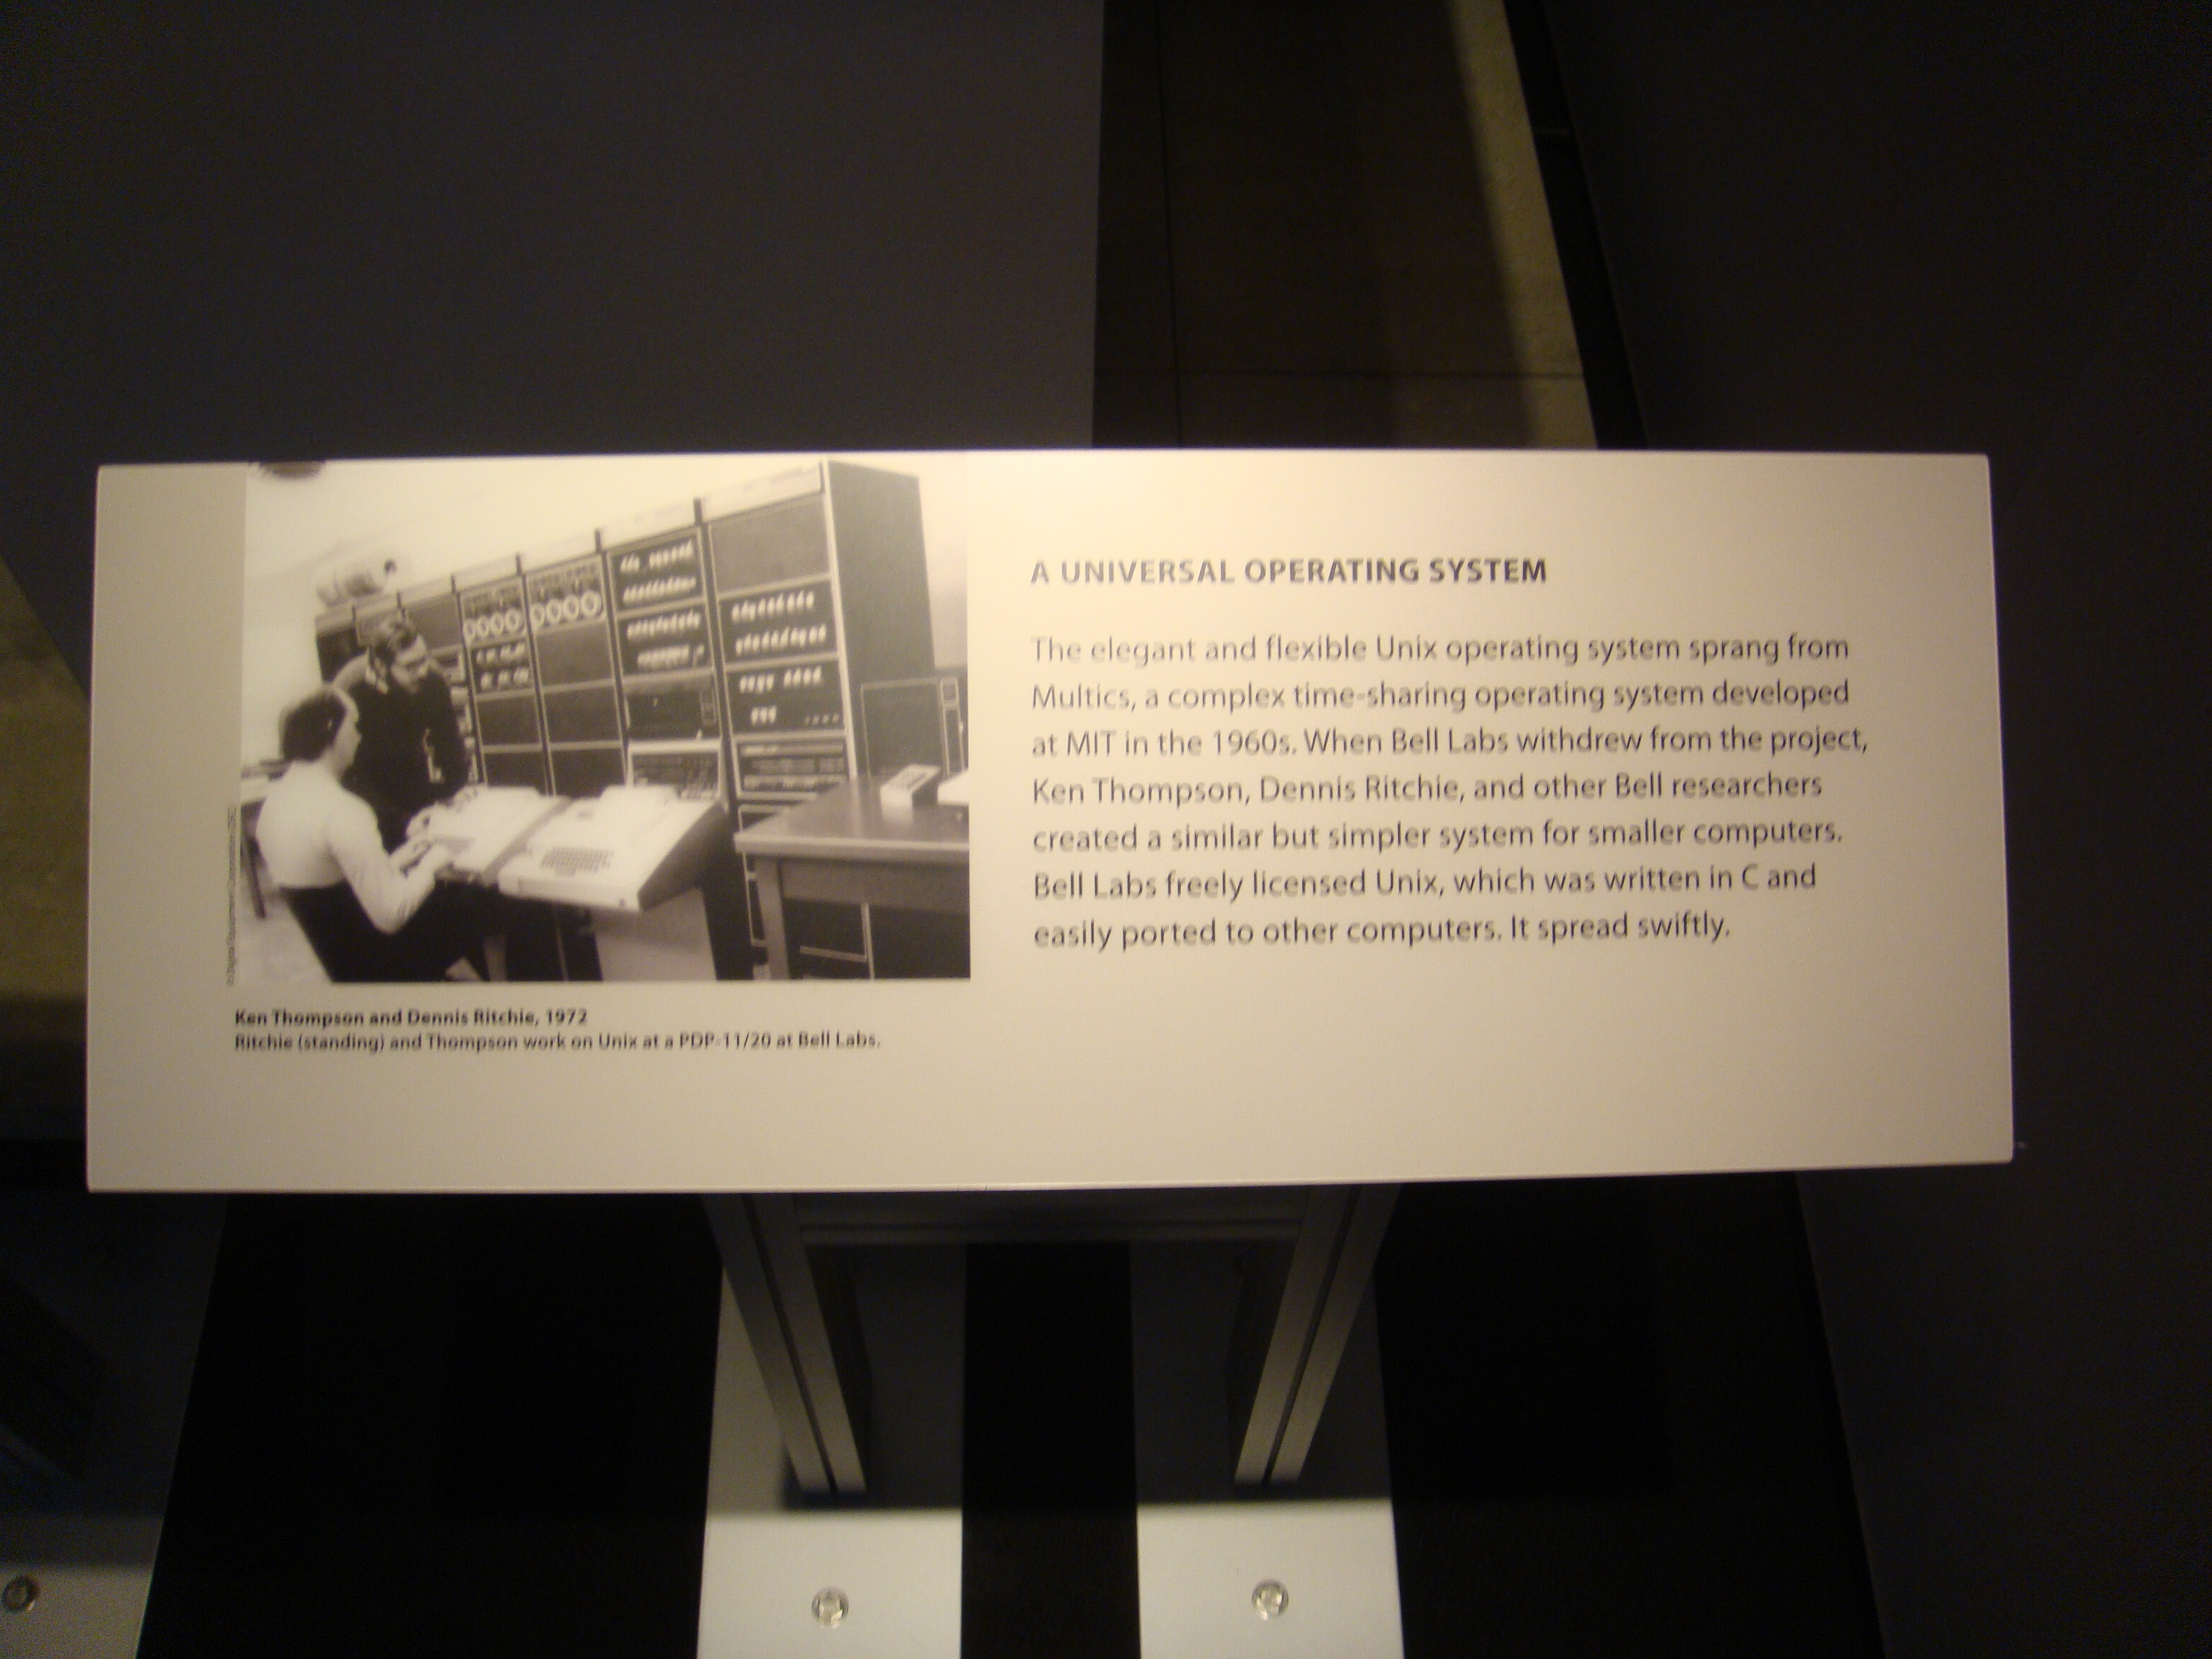 A UNIVERSAL OPERATING SYSTEM
The elegant and flexible Unix operating system sprang from
Multics, a complex time-sharing operating system developed
at MIT in the 1960s. When Bell Labs withdrew from the project,
Ken Thompson, Dennis Ritchie, and other Bell researchers
created a similar but simpler system for smaller computers.
Bell Labs freely licensed Unix, which was written in C and
easily ported to other computers. It spread swiftly.
Ken Thompson and Dennis Ritchie, 1972
Ritchie (standing) and Thompson work on Unix at a PDP-11/20 at Bell Labs.